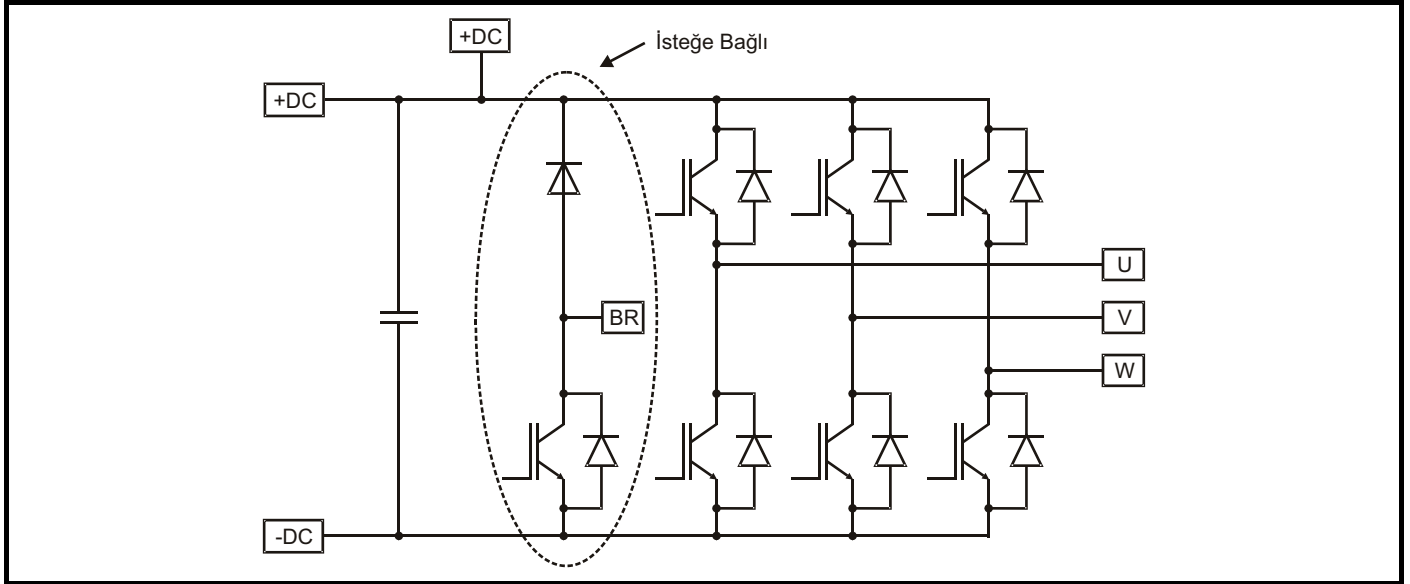 +DC
İsteğe Bağlı
+DC
U
BR
V
W
-DC